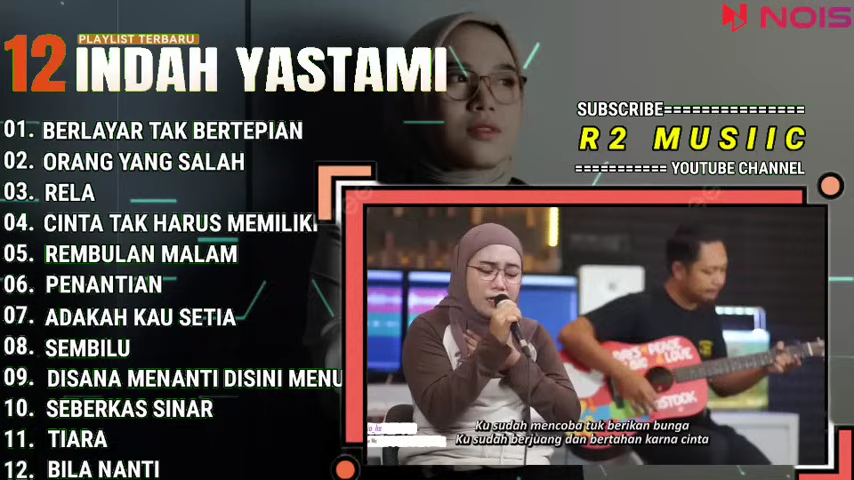 PLAYLIST TERBARU
12 INDAH YASTAMI
NOIS
01. BERLAYAR TAK BERTEPIAN
02. ORANG YANG SALAH
03. RELA
04. CINTA TAK HARUS MEMILIKI
05. REMBULAN MALAM
06. PENANTIAN
07. ADAKAH KAU SETIA
08. SEMBILU
09. DISANA MENANTI DISINI MENU
10. SEBERKAS SINAR
11. TIARA
12. BILA NANTI
SUBSCRIBE================
R2 MUSIIC
=========== YOUTUBE CHANNEL
PEACE
LOVE
Ku sudah mencoba tuk berikan bunga
Ku sudah berjuang dan bertahan karna cinta